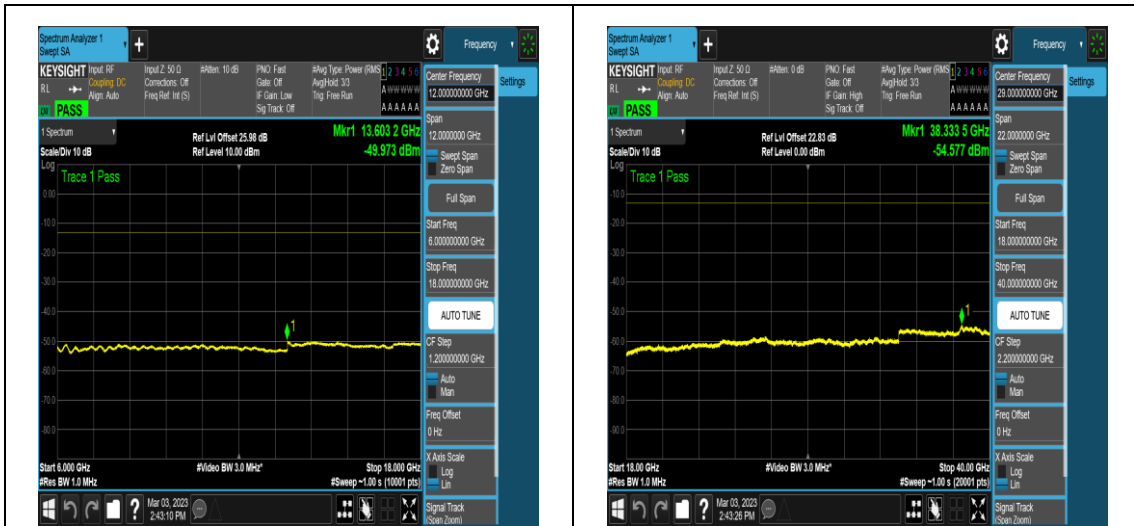 Spectrum Analyzer 1
Swept SA
+
Frequency
KEYSIGHT
RL
Input: RF
Coupling: DC
Align: Auto
Input Z: 50 Ω
Corrections: Off
Freq Ref: Int (S)
#Atten: 10 dB
PNO: Fast
Gate: Off
IF Gain: Low
Sig Track: Off
#Avg Type: Power (RMS
Avg|Hold: 3/3
Trig: Free Run
1 2 3 4 5 6
A W W W W W
A A A A A A
PASS
Center Frequency
12.000000000 GHz
Settings
Span
12.0000000 GHz
Swept Span
Zero Span
Full Span
Start Freq
6.000000000 GHz
Stop Freq
18.000000000 GHz
AUTO TUNE
CF Step
1.200000000 GHz
Auto
Man
Freq Offset
0 Hz
X Axis Scale
Log
Lin
Signal Track
(Span Zoom)
1 Spectrum
Scale/Div 10 dB
Ref Lvl Offset 25.98 dB
Ref Level 10.00 dBm
Mkr1 13.603 2 GHz
-49.973 dBm
Log
Trace 1 Pass
0.00
-10.0
-20.0
-30.0
-40.0
-50.0
-60.0
-70.0
-80.0
1
Start 6.000 GHz
#Res BW 1.0 MHz
#Video BW 3.0 MHz*
Stop 18.000 GHz
#Sweep ~1.00 s (10001 pts)
?
Mar 03, 2023
2:43:10 PM
Spectrum Analyzer 1
Swept SA
+
Frequency
KEYSIGHT
RL
Input: RF
Coupling: DC
Align: Auto
Input Z: 50 Ω
Corrections: Off
Freq Ref: Int (S)
#Atten: 0 dB
PNO: Fast
Gate: Off
IF Gain: High
Sig Track: Off
#Avg Type: Power (RMS
Avg|Hold: 3/3
Trig: Free Run
1 2 3 4 5 6
A W W W W W
A A A A A A
PASS
Center Frequency
29.000000000 GHz
Settings
Span
22.0000000 GHz
Swept Span
Zero Span
Full Span
Start Freq
18.000000000 GHz
Stop Freq
40.000000000 GHz
AUTO TUNE
CF Step
2.200000000 GHz
Auto
Man
Freq Offset
0 Hz
X Axis Scale
Log
Lin
Signal Track
(Span Zoom)
1 Spectrum
Scale/Div 10 dB
Ref Lvl Offset 22.83 dB
Ref Level 0.00 dBm
Mkr1 38.333 5 GHz
-54.577 dBm
Log
Trace 1 Pass
-10.0
-20.0
-30.0
-40.0
-50.0
-60.0
-70.0
-80.0
-90.0
1
Start 18.00 GHz
#Res BW 1.0 MHz
#Video BW 3.0 MHz*
Stop 40.00 GHz
#Sweep ~1.00 s (20001 pts)
?
Mar 03, 2023
2:43:26 PM